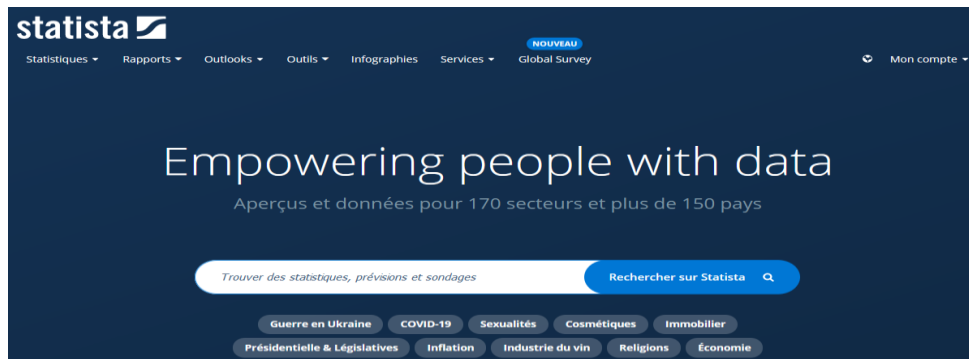 statista
NOUVEAU
Statistiques Rapports Outlooks Outils Infographies Services Global Survey Mon compte
Empowering people with data
Aperçus et données pour 170 secteurs et plus de 150 pays
Trouver des statistiques, prévisions et sondages Rechercher sur Statista
Guerre en Ukraine COVID-19 Sexualités Cosmétiques Immobilier
Présidentielle & Législatives Inflation Industrie du vin Religions Économie